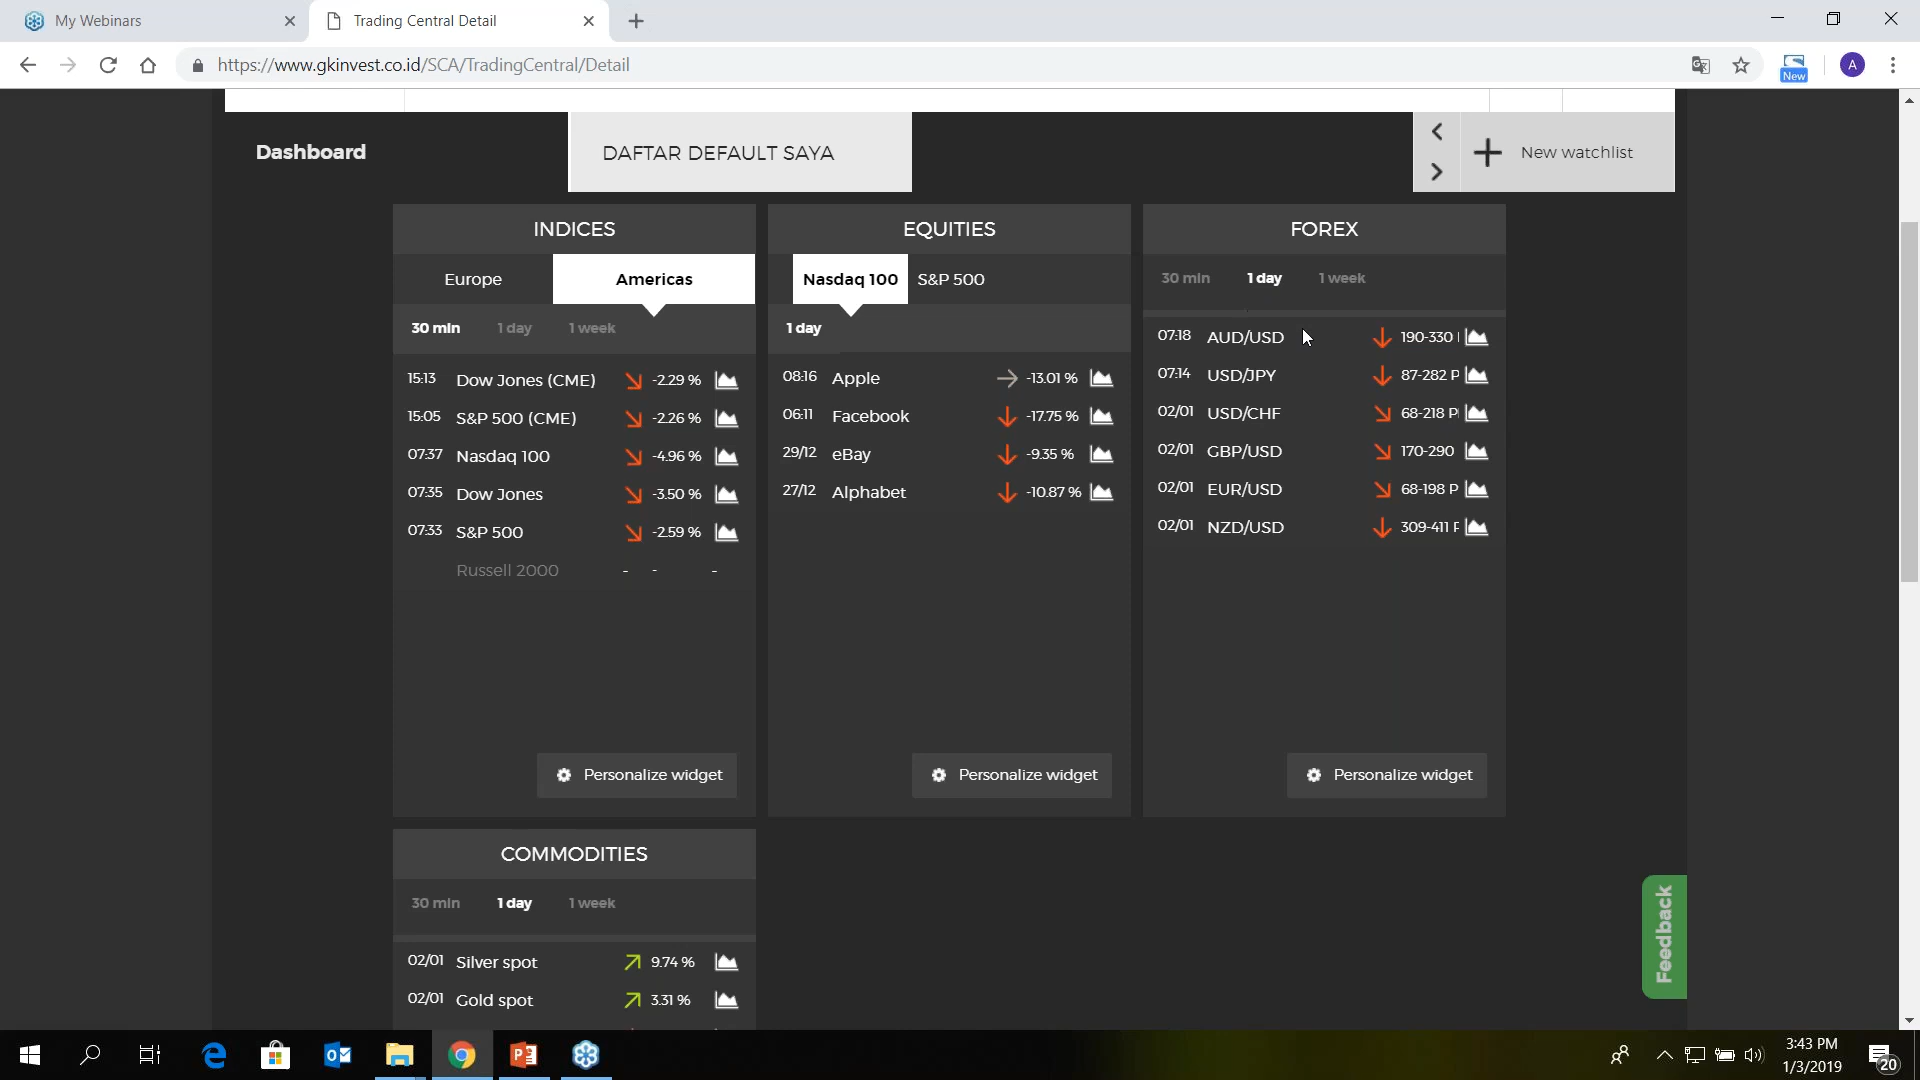 My Webinars
Trading Central Detail
https://www.gkinvest.co.id/SCA/TradingCentral/Detail
New
A
Dashboard
DAFTAR DEFAULT SAYA
New watchlist
INDICES
Europe
Americas
30 min 1 day 1 week
15:13 Dow Jones (CME) -2.29 %
15:05 S&P 500 (CME) -2.26 %
07:37 Nasdaq 100 -4.96 %
07:35 Dow Jones -3.50 %
07:33 S&P 500 -2.59 %
Russell 2000 - - -
Personalize widget
EQUITIES
Nasdaq 100 S&P 500
1 day
08:16 Apple -13.01 %
06:11 Facebook -17.75 %
29/12 eBay -9.35 %
27/12 Alphabet -10.87 %
Personalize widget
FOREX
30 min 1 day 1 week
07:18 AUD/USD 190-330
07:14 USD/JPY 87-282 P
02/01 USD/CHF 68-218 P
02/01 GBP/USD 170-290
02/01 EUR/USD 68-198 P
02/01 NZD/USD 309-411
Personalize widget
COMMODITIES
30 min 1 day 1 week
02/01 Silver spot 9.74 %
02/01 Gold spot 3.31 %
Feedback
3:43 PM
1/3/2019
20